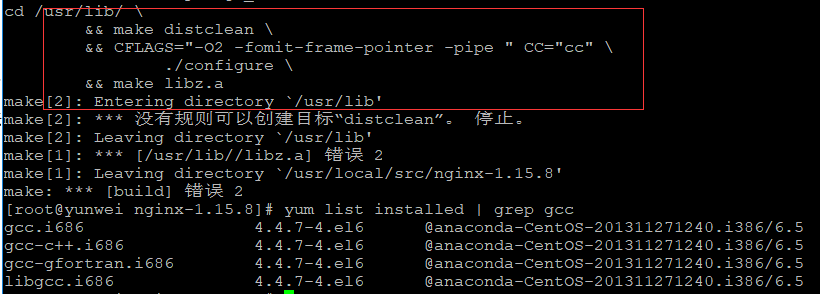 cd /usr/lib/ \
        && make distclean \
        && CFLAGS="-O2 -fomit-frame-pointer -pipe " CC="cc" \
                ./configure \
        && make libz.a
make[2]: Entering directory `/usr/lib'
make[2]: *** 没有规则可以创建目标“distclean”。 停止。
make[2]: Leaving directory `/usr/lib'
make[1]: *** [/usr/lib//libz.a] 错误 2
make[1]: Leaving directory `/usr/local/src/nginx-1.15.8'
make: *** [build] 错误 2
[root@yunwei nginx-1.15.8]# yum list installed | grep gcc
gcc.i686                4.4.7-4.el6      @anaconda-CentOS-201311271240.i386/6.5
gcc-c++.i686            4.4.7-4.el6      @anaconda-CentOS-201311271240.i386/6.5
gcc-gfortran.i686       4.4.7-4.el6      @anaconda-CentOS-201311271240.i386/6.5
libgcc.i686             4.4.7-4.el6      @anaconda-CentOS-201311271240.i386/6.5